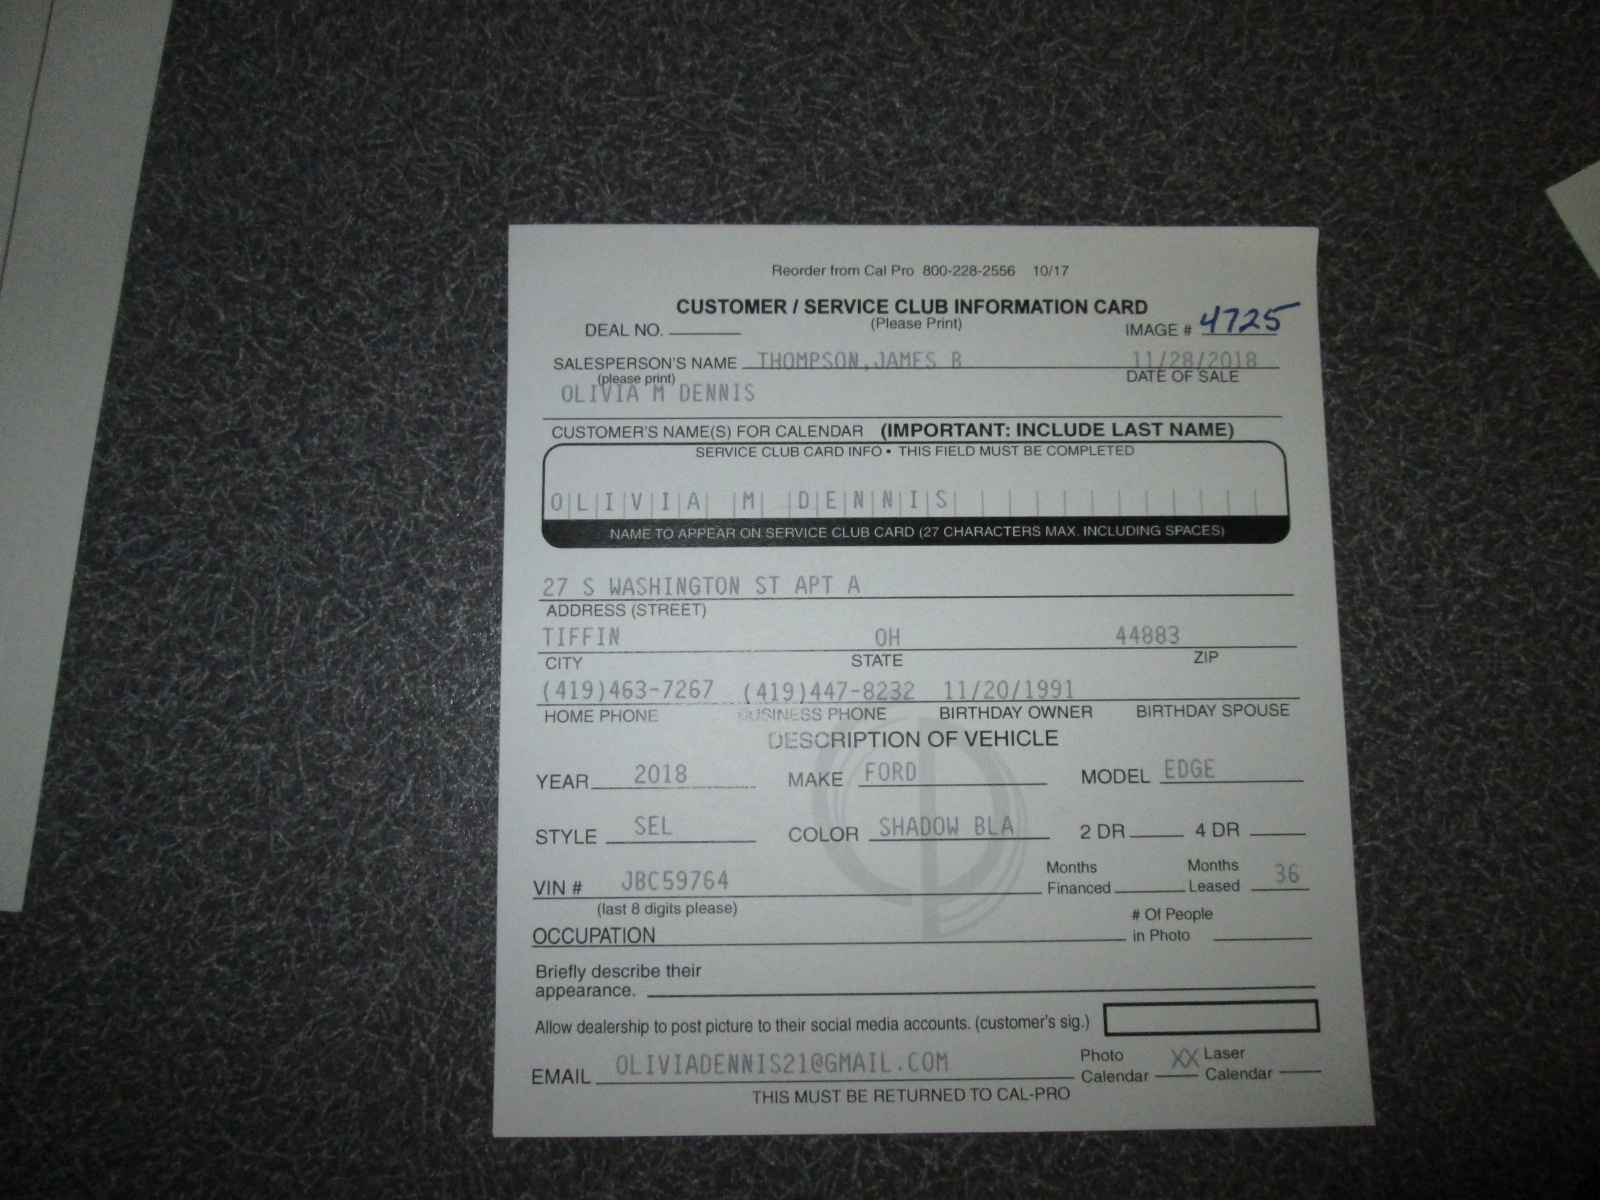 Reorder from Cal Pro 800-228-2556 10/17
CUSTOMER / SERVICE CLUB INFORMATION CARD
(Please Print)
DEAL NO. IMAGE # 4725
SALESPERSON'S NAME THOMPSON,JAMES B 11/28/2018
(please print) DATE OF SALE
OLIVIA M DENNIS
CUSTOMER'S NAME(S) FOR CALENDAR (IMPORTANT: INCLUDE LAST NAME)
SERVICE CLUB CARD INFO • THIS FIELD MUST BE COMPLETED
OLIVIA M DENNIS
NAME TO APPEAR ON SERVICE CLUB CARD (27 CHARACTERS MAX. INCLUDING SPACES)
27 S WASHINGTON ST APT A
ADDRESS (STREET)
TIFFIN OH 44883
CITY STATE ZIP
(419)463-7267 (419)447-8232 11/20/1991
HOME PHONE BUSINESS PHONE BIRTHDAY OWNER BIRTHDAY SPOUSE
DESCRIPTION OF VEHICLE
YEAR 2018 MAKE FORD MODEL EDGE
STYLE SEL COLOR SHADOW BLA 2 DR 4 DR
VIN # JBC59764 Months Financed Months Leased 36
(last 8 digits please)
OCCUPATION # Of People in Photo
Briefly describe their
appearance.
Allow dealership to post picture to their social media accounts. (customer's sig.)
EMAIL OLIVIADENNIS21@GMAIL.COM Photo Calendar XX Laser Calendar
THIS MUST BE RETURNED TO CAL-PRO